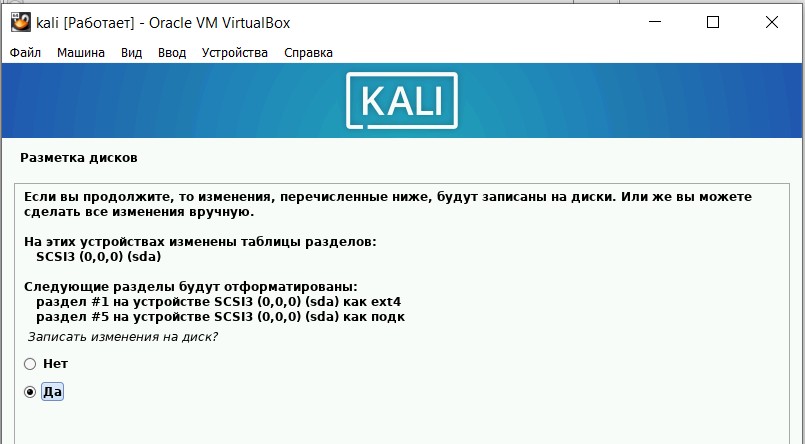 kali [Работает] - Oracle VM VirtualBox
Файл Машина Вид Ввод Устройства Справка
KALI
Разметка дисков
Если вы продолжите, то изменения, перечисленные ниже, будут записаны на диски. Или же вы можете
сделать все изменения вручную.
На этих устройствах изменены таблицы разделов:
SCSI3 (0,0,0) (sda)
Следующие разделы будут отформатированы:
раздел #1 на устройстве SCSI3 (0,0,0) (sda) как ext4
раздел #5 на устройстве SCSI3 (0,0,0) (sda) как подк
Записать изменения на диск?
Нет
Да